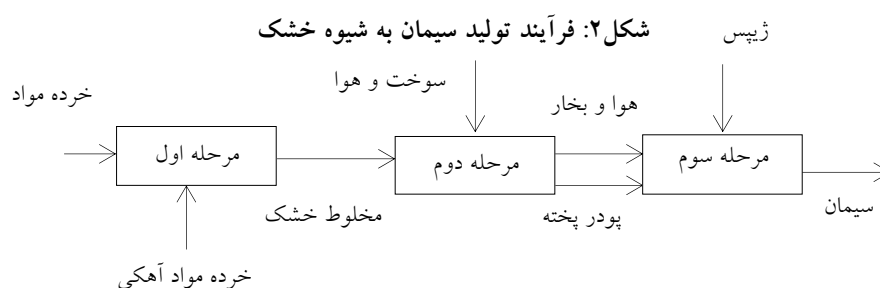 شکل۲: فرآیند تولید سیمان به شیوه خشک
ژیپس
سوخت و هوا
هوا و بخار
خرده مواد
مرحله اول
مرحله دوم
مرحله سوم
مخلوط خشک
پودر پخته
سیمان
خرده مواد آهکی